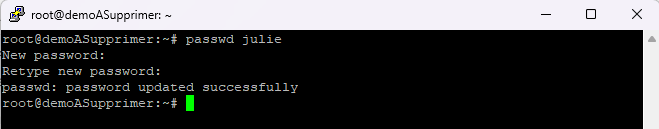 root@demoASupprimer: ~
root@demoASupprimer:~# passwd julie
New password:
Retype new password:
passwd: password updated successfully
root@demoASupprimer:~#